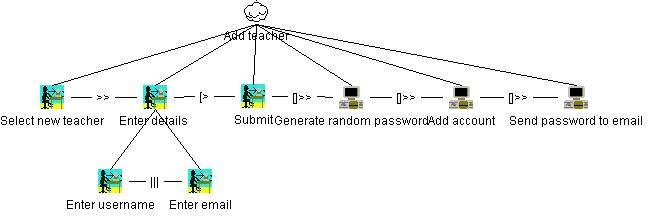 Add teacher
>> [> []>> []>> []>>
Select new teacher Enter details Submit Generate random password Add account Send password to email
|||
Enter username Enter email